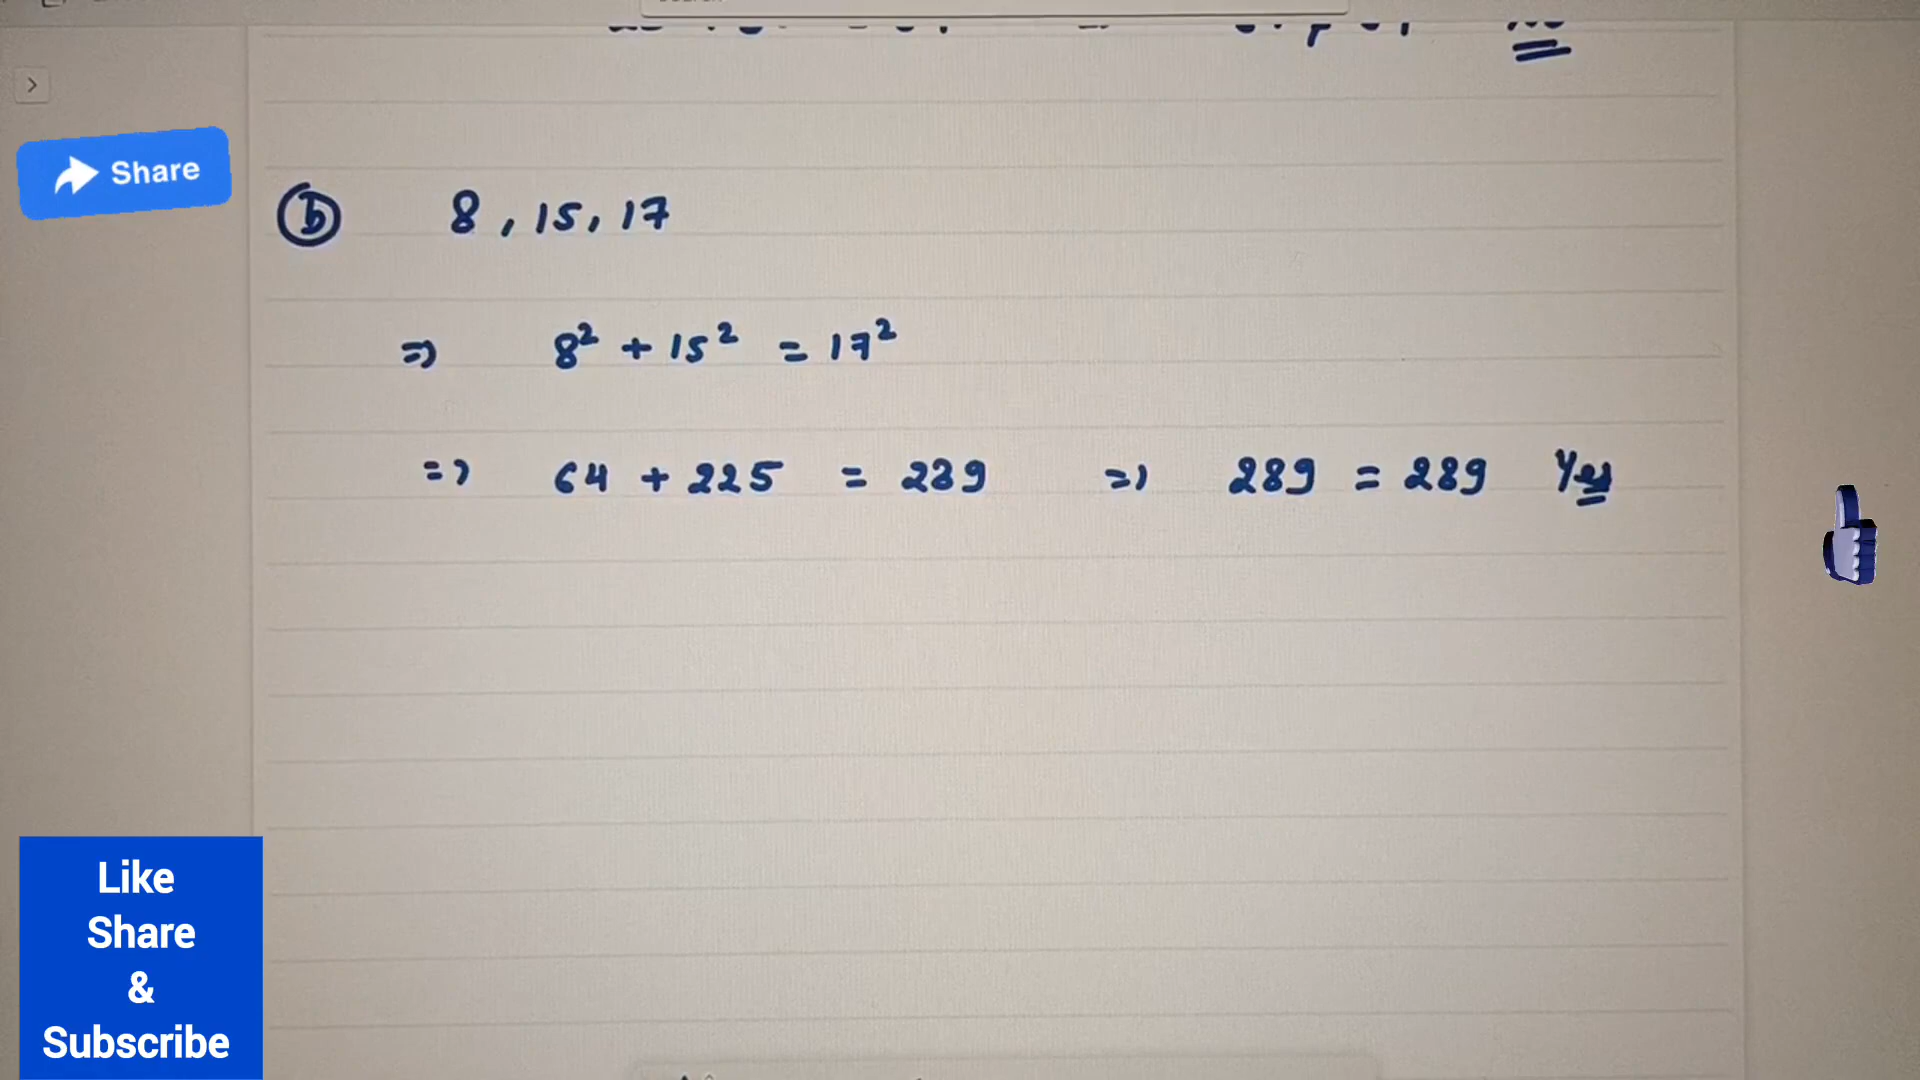 Share
ⓑ 8, 15, 17
=> 8² + 15² = 17²
=> 64 + 225 = 289 => 289 = 289 Yes
Like
Share
&
Subscribe